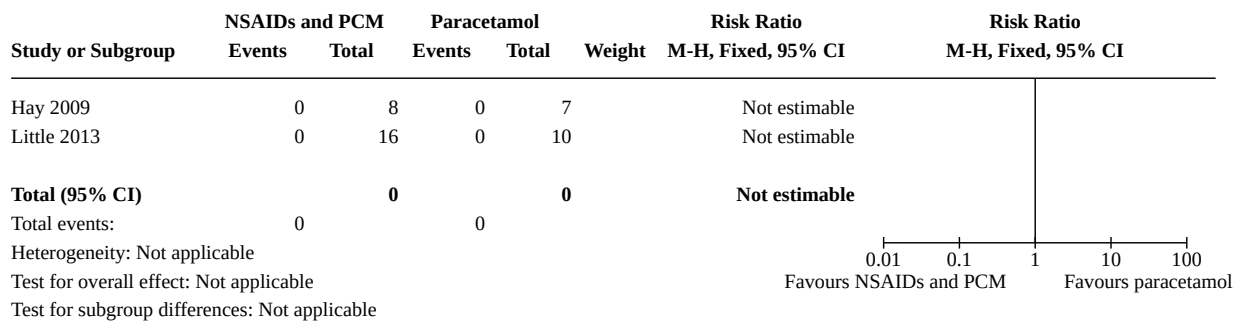 NSAIDs and PCM Paracetamol Risk Ratio Risk Ratio
Study or Subgroup Events Total Events Total Weight M-H, Fixed, 95% CI M-H, Fixed, 95% CI
Hay 2009 0 8 0 7 Not estimable
Little 2013 0 16 0 10 Not estimable
Total (95% CI) 0 0 Not estimable
Total events: 0 0
Heterogeneity: Not applicable
0.01 0.1 1 10 100
Test for overall effect: Not applicable Favours NSAIDs and PCM Favours paracetamol
Test for subgroup differences: Not applicable